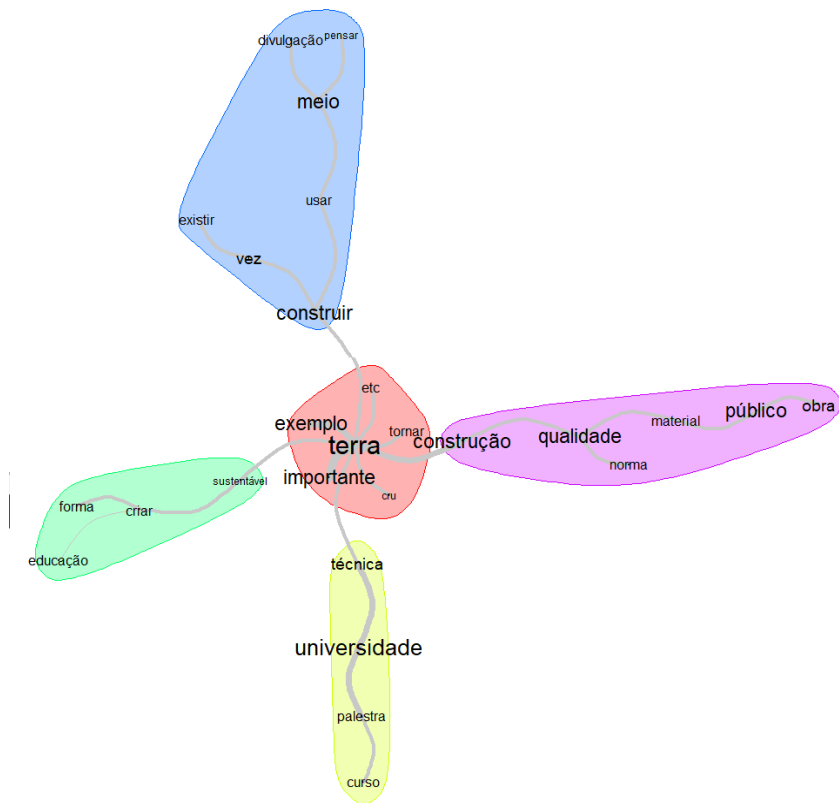 divulgação
pensar
meio
usar
existir
vez
construir
etc
exemplo
tornar
terra
construção
importante
cru
qualidade
norma
material
público
obra
sustentável
forma
criar
educação
técnica
universidade
palestra
curso